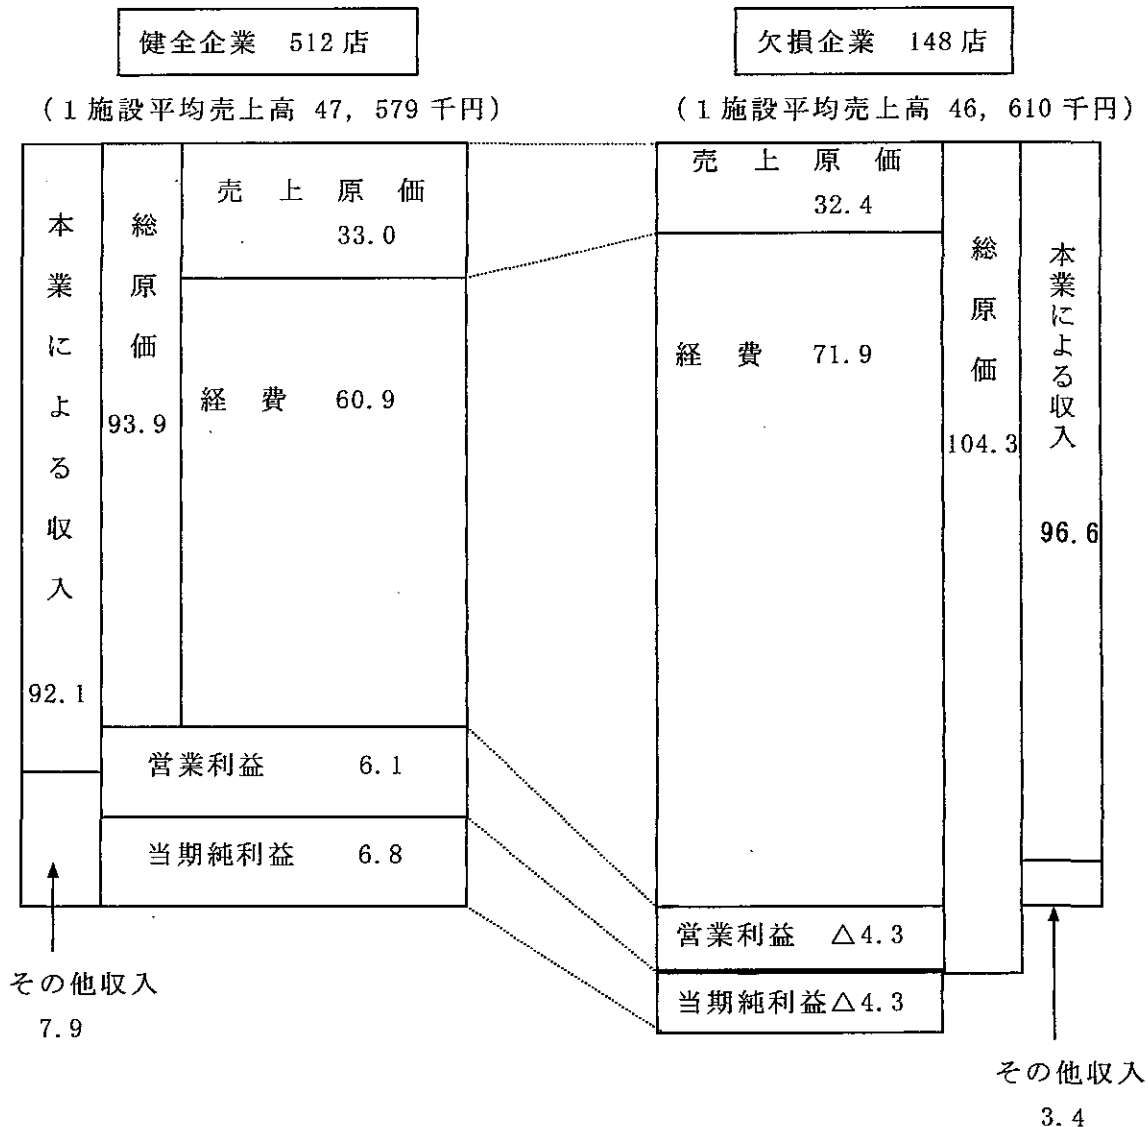 健全企業 512店
(1施設平均売上高 47,579千円)
本業による収入
92.1
総原価
93.9
売上原価
33.0
経費 60.9
営業利益 6.1
当期純利益 6.8
その他収入
7.9
欠損企業 148店
(1施設平均売上高 46,610千円)
売上原価
32.4
経費 71.9
総原価
104.3
本業による収入
96.6
営業利益 △4.3
当期純利益△4.3
その他収入
3.4